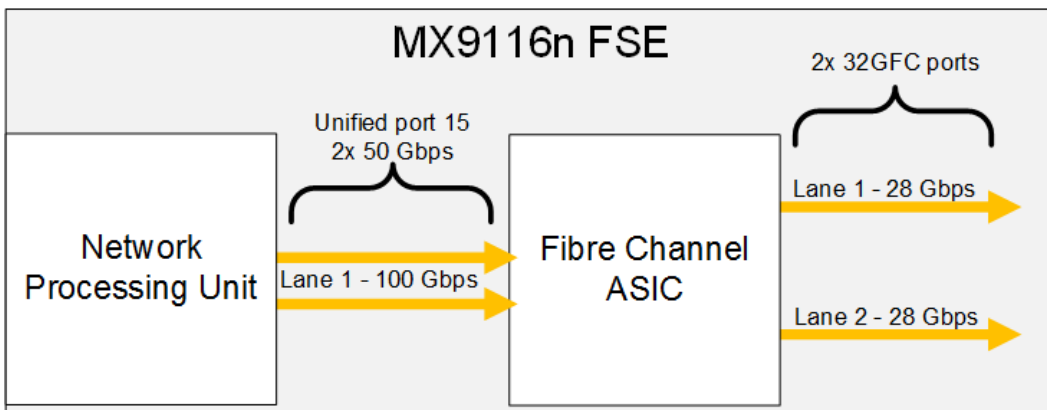 MX9116n FSE
2x 32GFC ports
Unified port 15
2x 50 Gbps
Lane 1 - 28 Gbps
Network
Processing Unit
Lane 1 - 100 Gbps
Fibre Channel
ASIC
Lane 2 - 28 Gbps